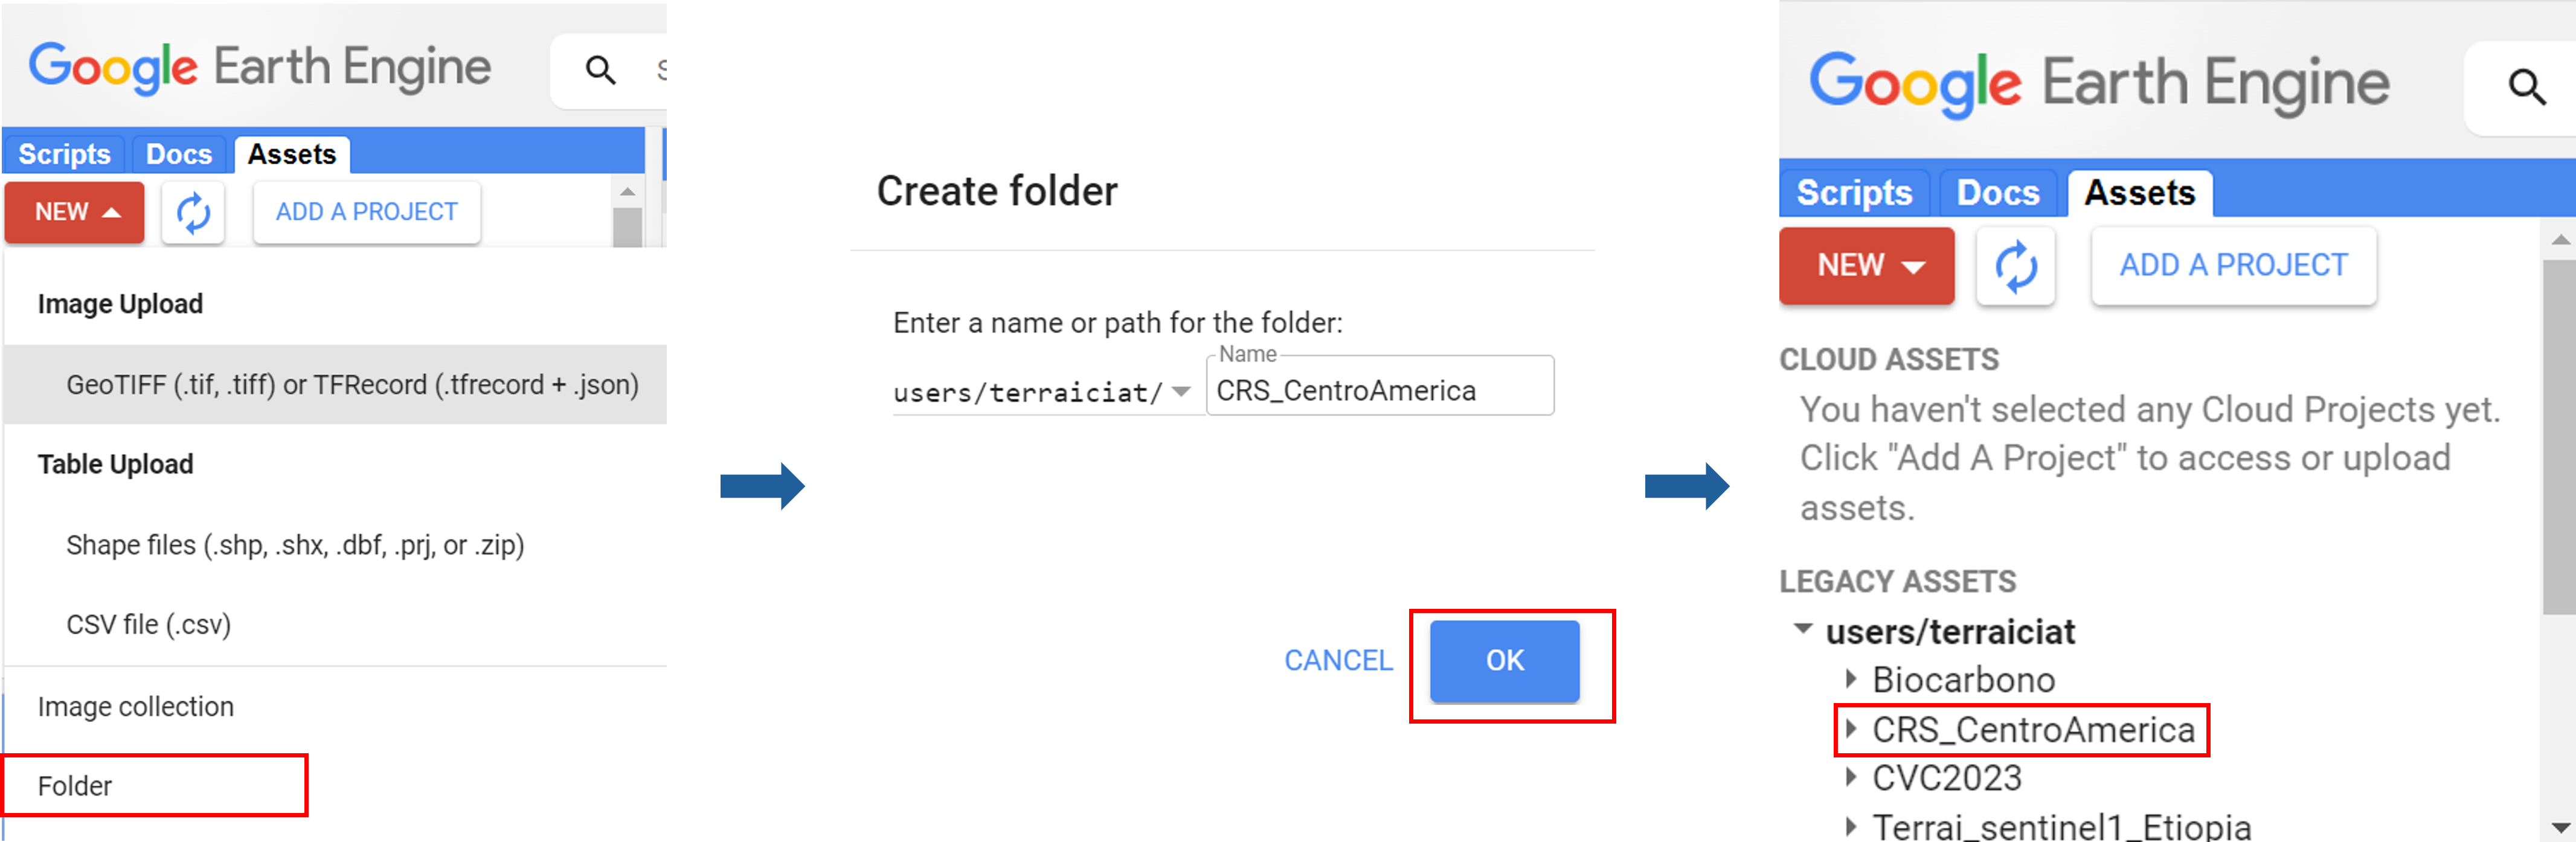 Google Earth Engine
Scripts Docs Assets
NEW ADD A PROJECT
Image Upload
GeoTIFF (.tif, .tiff) or TFRecord (.tfrecord + .json)
Table Upload
Shape files (.shp, .shx, .dbf, .prj, or .zip)
CSV file (.csv)
Image collection
Folder
Create folder
Enter a name or path for the folder:
Name
users/terraiciat/ CRS_CentroAmerica
CANCEL OK
Google Earth Engine
Scripts Docs Assets
NEW ADD A PROJECT
CLOUD ASSETS
You haven't selected any Cloud Projects yet.
Click "Add A Project" to access or upload
assets.
LEGACY ASSETS
users/terraiciat
Biocarbono
CRS_CentroAmerica
CVC2023
Terrai_sentinel1_Etiopia